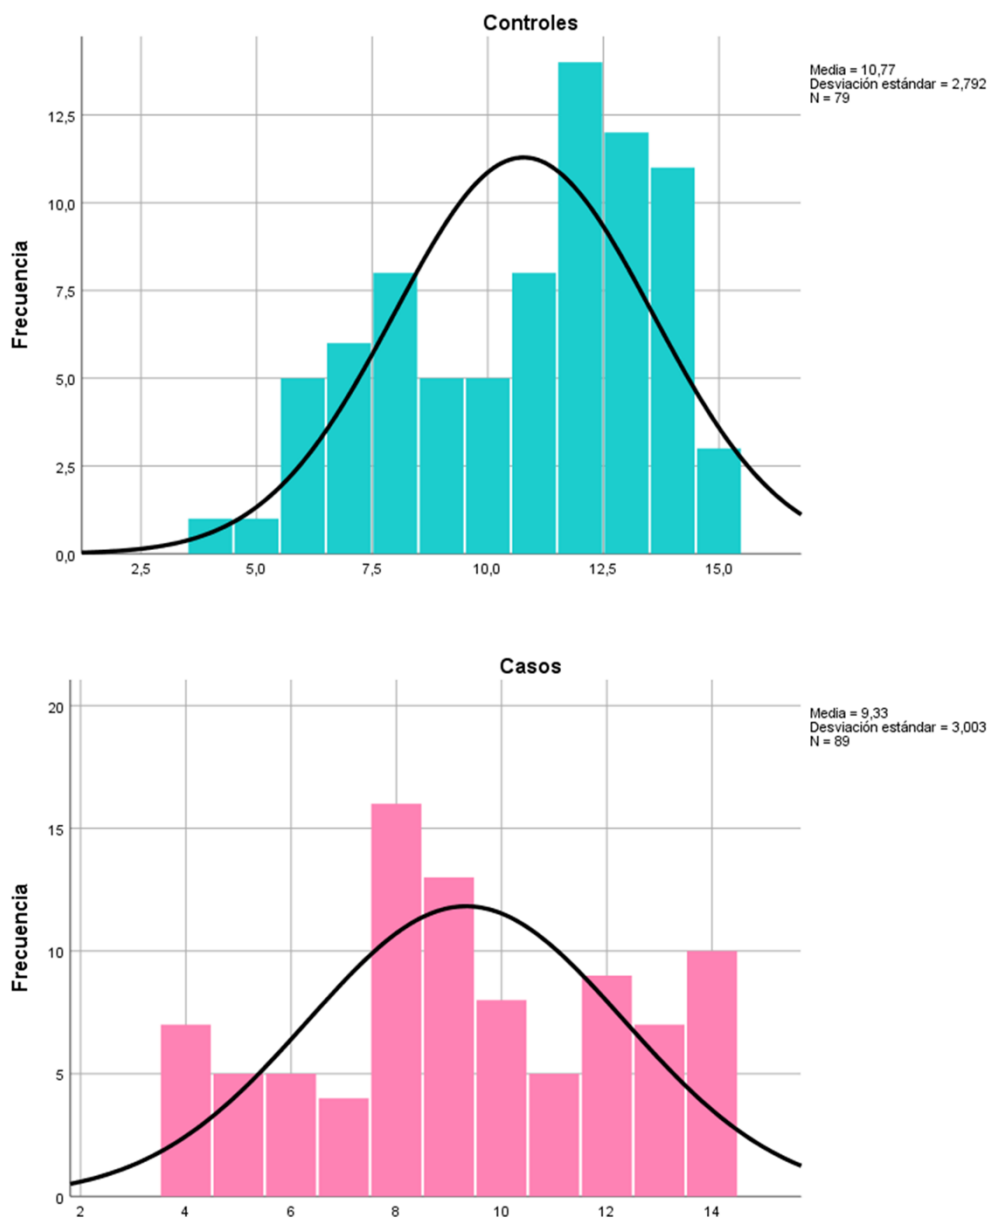 Controles
Media = 10,77
Desviación estándar = 2,792
N = 79
Frecuencia
12,5
10,0
7,5
5,0
2,5
0,0
2,5 5,0 7,5 10,0 12,5 15,0
Casos
Media = 9,33
Desviación estándar = 3,003
N = 89
Frecuencia
20
15
10
5
0
2 4 6 8 10 12 14